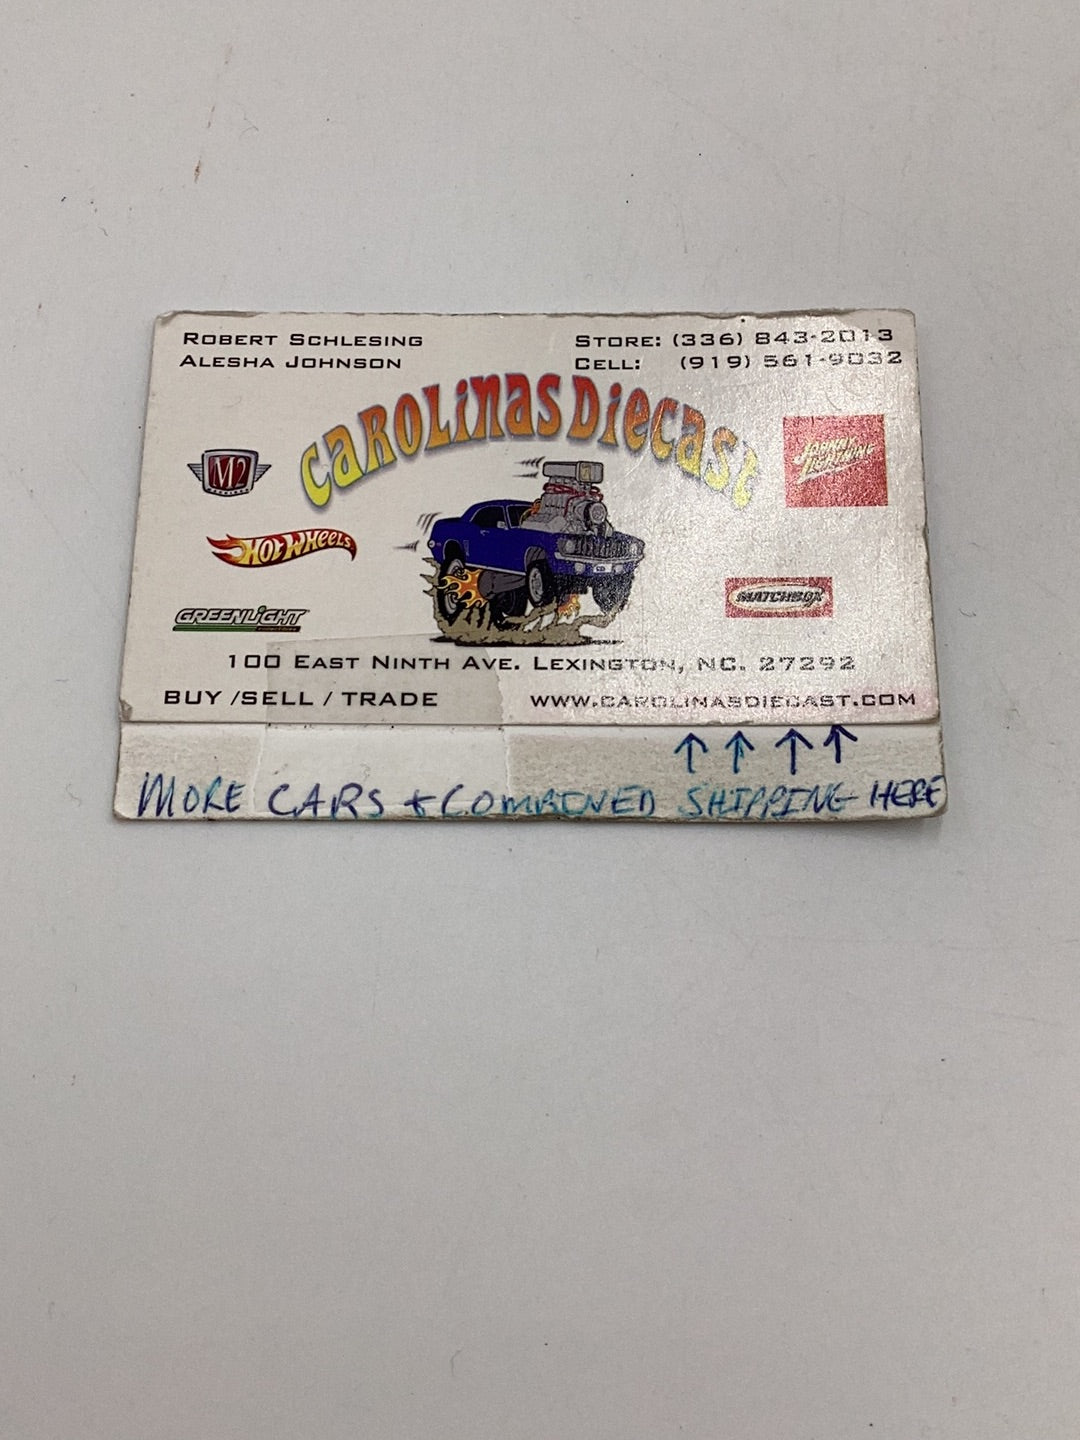 ROBERT SCHLESING
ALESHA JOHNSON
STORE: (336) 843-2013
CELL: (919) 561-9032
CAROLINAS DIECAST
M2
JOHNNY LIGHTNING
HOT WHEELS
MATCHBOX
GREENLIGHT
100 EAST NINTH AVE. LEXINGTON, NC. 27292
BUY /SELL / TRADE
WWW.CAROLINASDIECAST.COM
↑ ↑ ↑ ↑
MORE CARS + COMBINED SHIPPING HERE